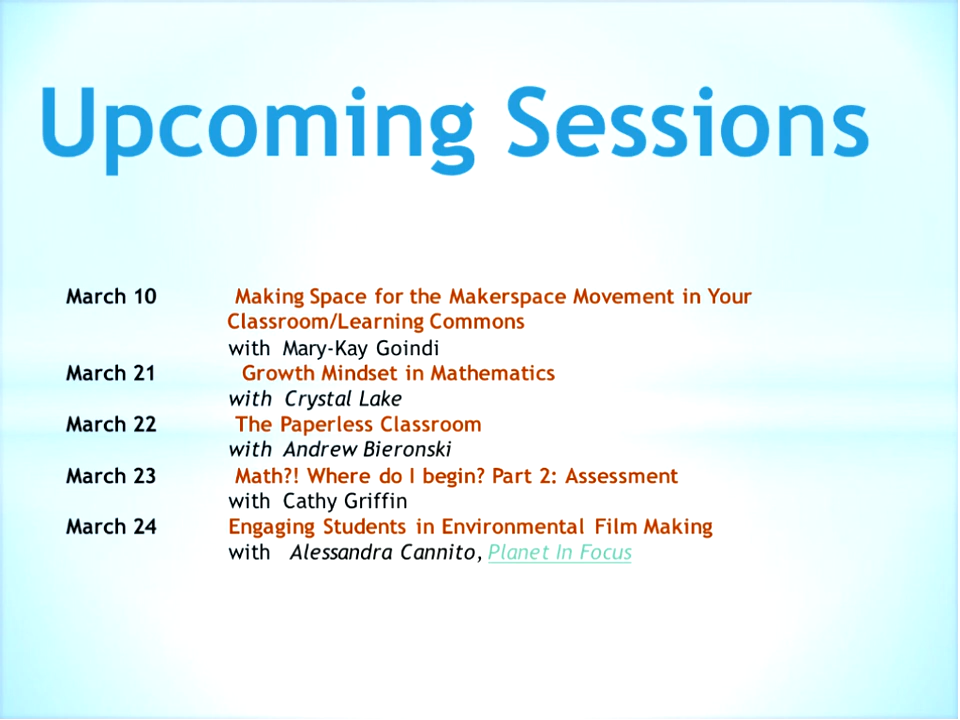 Upcoming Sessions
March 10 Making Space for the Makerspace Movement in Your
Classroom/Learning Commons
with Mary-Kay Goindi
March 21 Growth Mindset in Mathematics
with Crystal Lake
March 22 The Paperless Classroom
with Andrew Bieronski
March 23 Math?! Where do I begin? Part 2: Assessment
with Cathy Griffin
March 24 Engaging Students in Environmental Film Making
with Alessandra Cannito, Planet In Focus